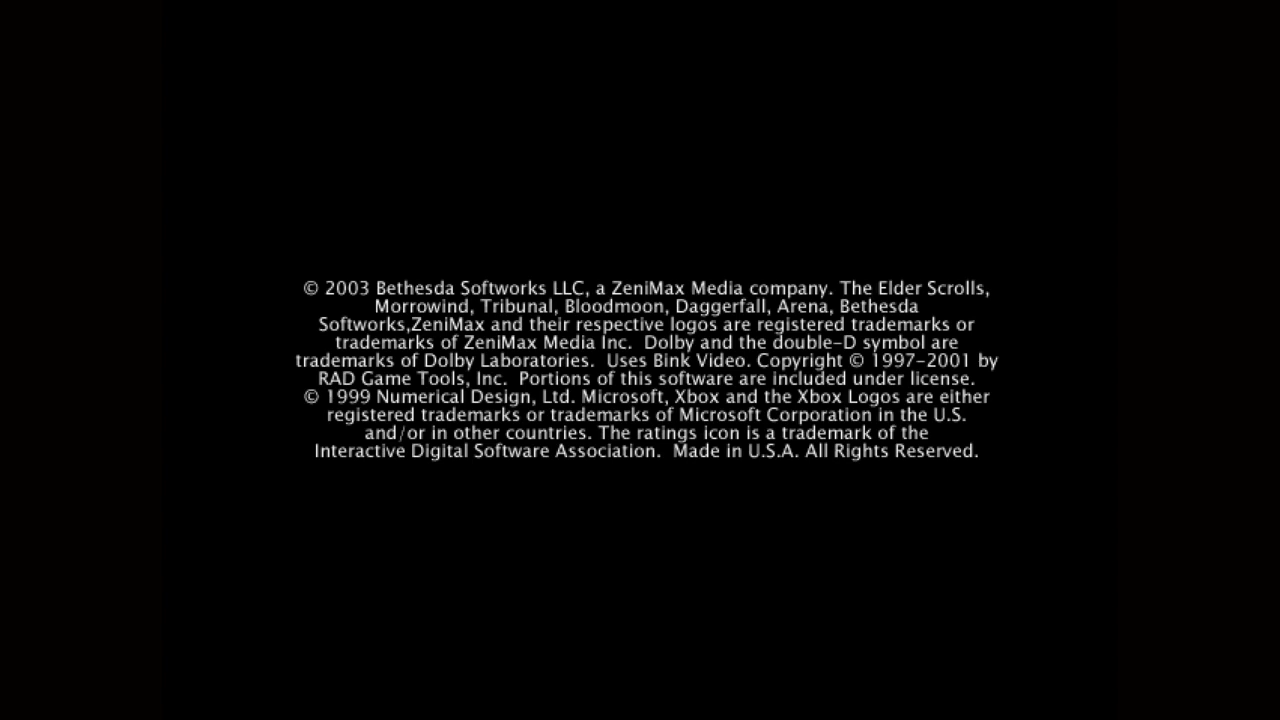 © 2003 Bethesda Softworks LLC, a ZeniMax Media company. The Elder Scrolls,
Morrowind, Tribunal, Bloodmoon, Daggerfall, Arena, Bethesda
Softworks,ZeniMax and their respective logos are registered trademarks or
trademarks of ZeniMax Media Inc.  Dolby and the double-D symbol are
trademarks of Dolby Laboratories.  Uses Bink Video. Copyright © 1997-2001 by
RAD Game Tools, Inc.  Portions of this software are included under license.
© 1999 Numerical Design, Ltd. Microsoft, Xbox and the Xbox Logos are either
registered trademarks or trademarks of Microsoft Corporation in the U.S.
and/or in other countries. The ratings icon is a trademark of the
Interactive Digital Software Association.  Made in U.S.A. All Rights Reserved.